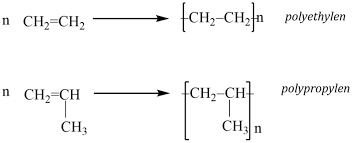 n CH₂=CH₂ -[CH₂-CH₂]-n polyethylen
n CH₂=CH -[CH₂-CH]-n polypropylen
CH₃ CH₃